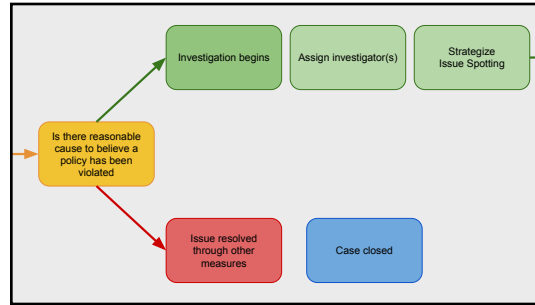 Investigation begins
Assign investigator(s)
Strategize
Issue Spotting
Is there reasonable
cause to believe a
policy has been
violated
Issue resolved
through other
measures
Case closed